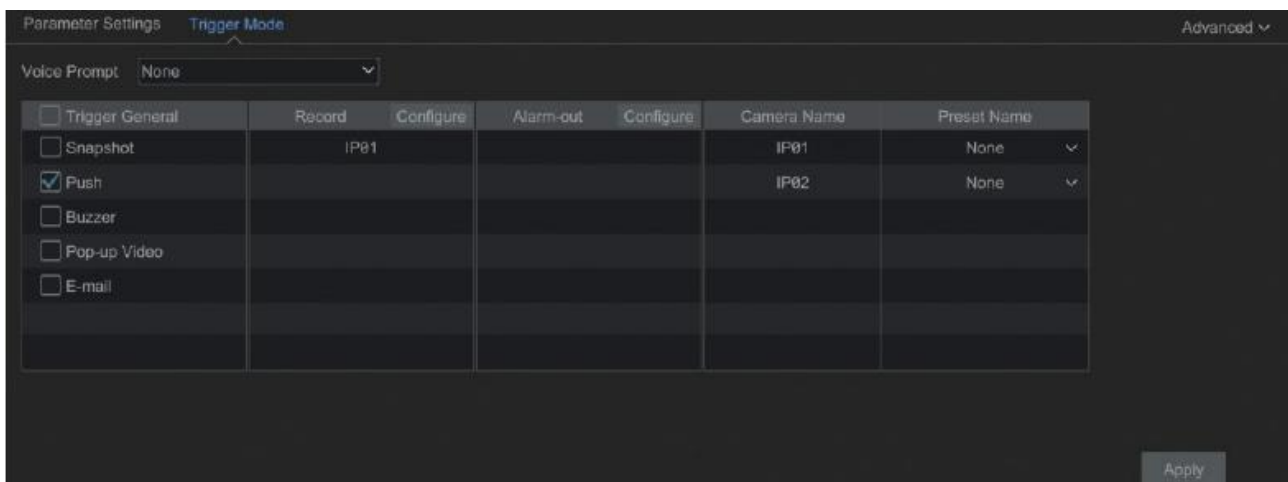 Parameter Settings Trigger Mode Advanced
Voice Prompt None
Trigger General Record Configure Alarm-out Configure Camera Name Preset Name
Snapshot IP01 IP01 None
Push IP02 None
Buzzer
Pop-up Video
E-mail
Apply